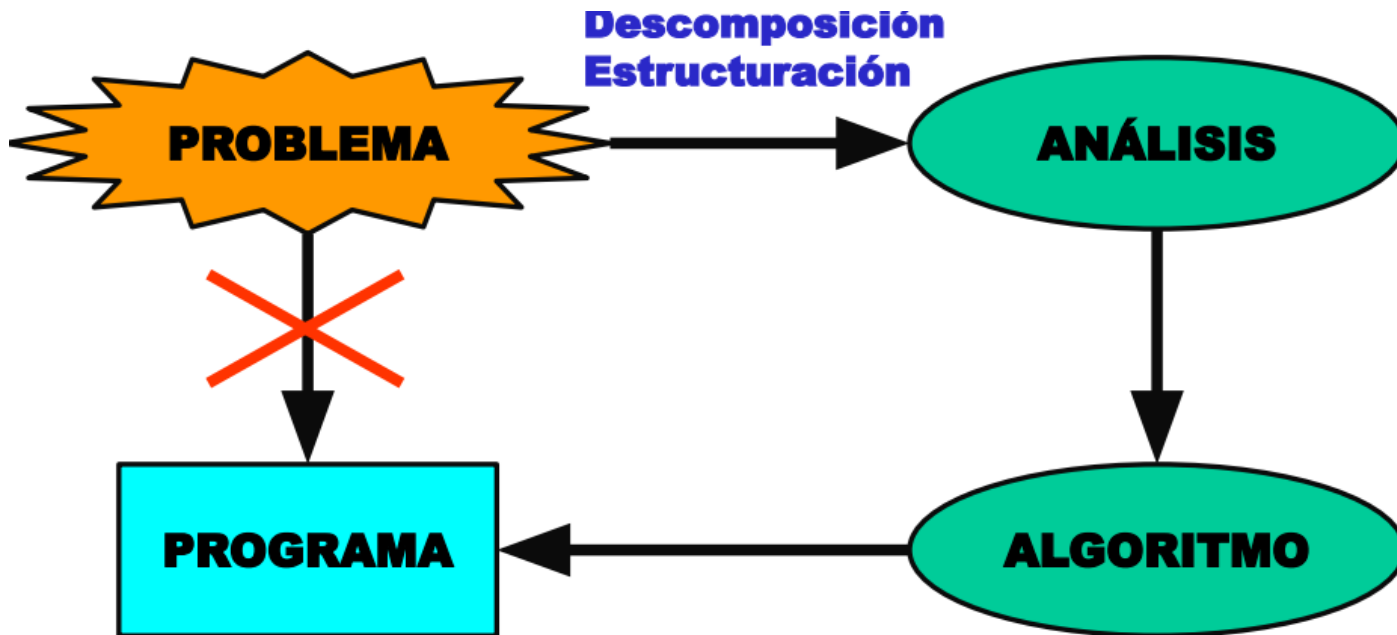 Descomposición
Estructuración
PROBLEMA
ANÁLISIS
PROGRAMA
ALGORITMO